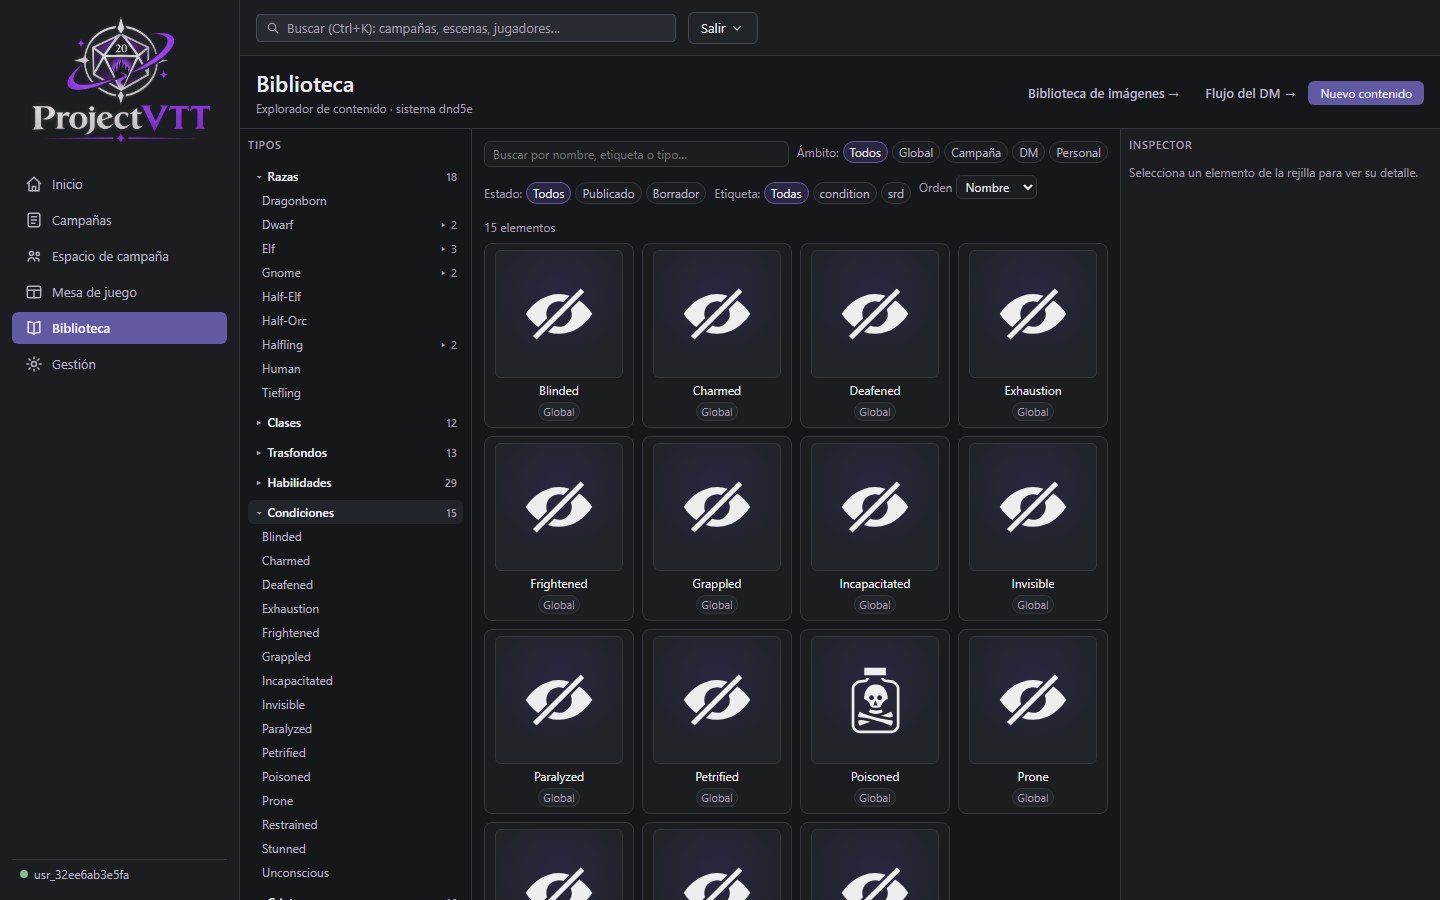 20
ProjectVTT
Inicio
Campañas
Espacio de campaña
Mesa de juego
Biblioteca
Gestión
usr_32ee6ab3e5fa
Buscar (Ctrl+K): campañas, escenas, jugadores...
Salir
Biblioteca
Explorador de contenido · sistema dnd5e
Biblioteca de imágenes →
Flujo del DM →
Nuevo contenido
TIPOS
Razas 18
Dragonborn
Dwarf 2
Elf 3
Gnome 2
Half-Elf
Half-Orc
Halfling 2
Human
Tiefling
Clases 12
Trasfondos 13
Habilidades 29
Condiciones 15
Blinded
Charmed
Deafened
Exhaustion
Frightened
Grappled
Incapacitated
Invisible
Paralyzed
Petrified
Poisoned
Prone
Restrained
Stunned
Unconscious
Buscar por nombre, etiqueta o tipo...
Ámbito: Todos Global Campaña DM Personal
Estado: Todos Publicado Borrador Etiqueta: Todas condition srd Orden Nombre
15 elementos
Blinded
Global
Charmed
Global
Deafened
Global
Exhaustion
Global
Frightened
Global
Grappled
Global
Incapacitated
Global
Invisible
Global
Paralyzed
Global
Petrified
Global
Poisoned
Global
Prone
Global
INSPECTOR
Selecciona un elemento de la rejilla para ver su detalle.